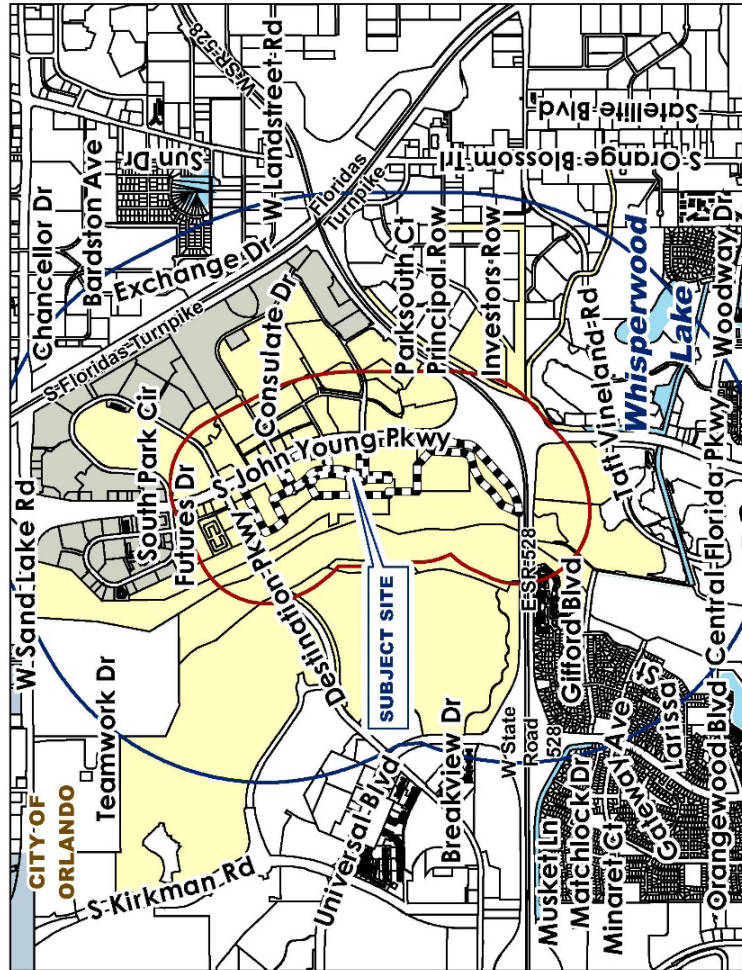 W Sand Lake Rd
Chancellor Dr
Bardston Ave
Sun Dr
W-SR-528
W Landstreet Rd
Exchange Dr
Floridas
Turnpike
S Floridas Turnpike
CITY OF
ORLANDO
Teamwork Dr
South Park Cir
Futures Dr
Consulate Dr
S John Young Pkwy
Destination Pkwy
S Kirkman Rd
Universal Blvd
SUBJECT SITE
Parksouth Ct
Principal Row
Investors Row
S Orange Blossom Trl
Satellite Blvd
Breakview Dr
W State
Road
528
E SR 528
Gifford Blvd
Taft-Vineland Rd
Whisperwood
Lake
Musket Ln
Matchlock Dr
Minaret Ct
Gateway Ave
Larissa St
Orangewood Blvd
Central Florida Pkwy
Woodway Dr